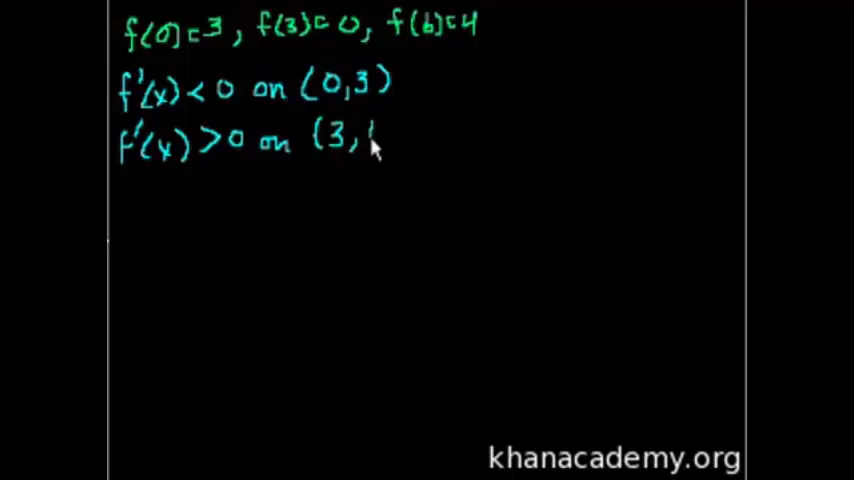 f(0)=3, f(3)=0, f(6)=4
f'(x) < 0 on (0,3)
f'(x) > 0 on (3,
khanacademy.org